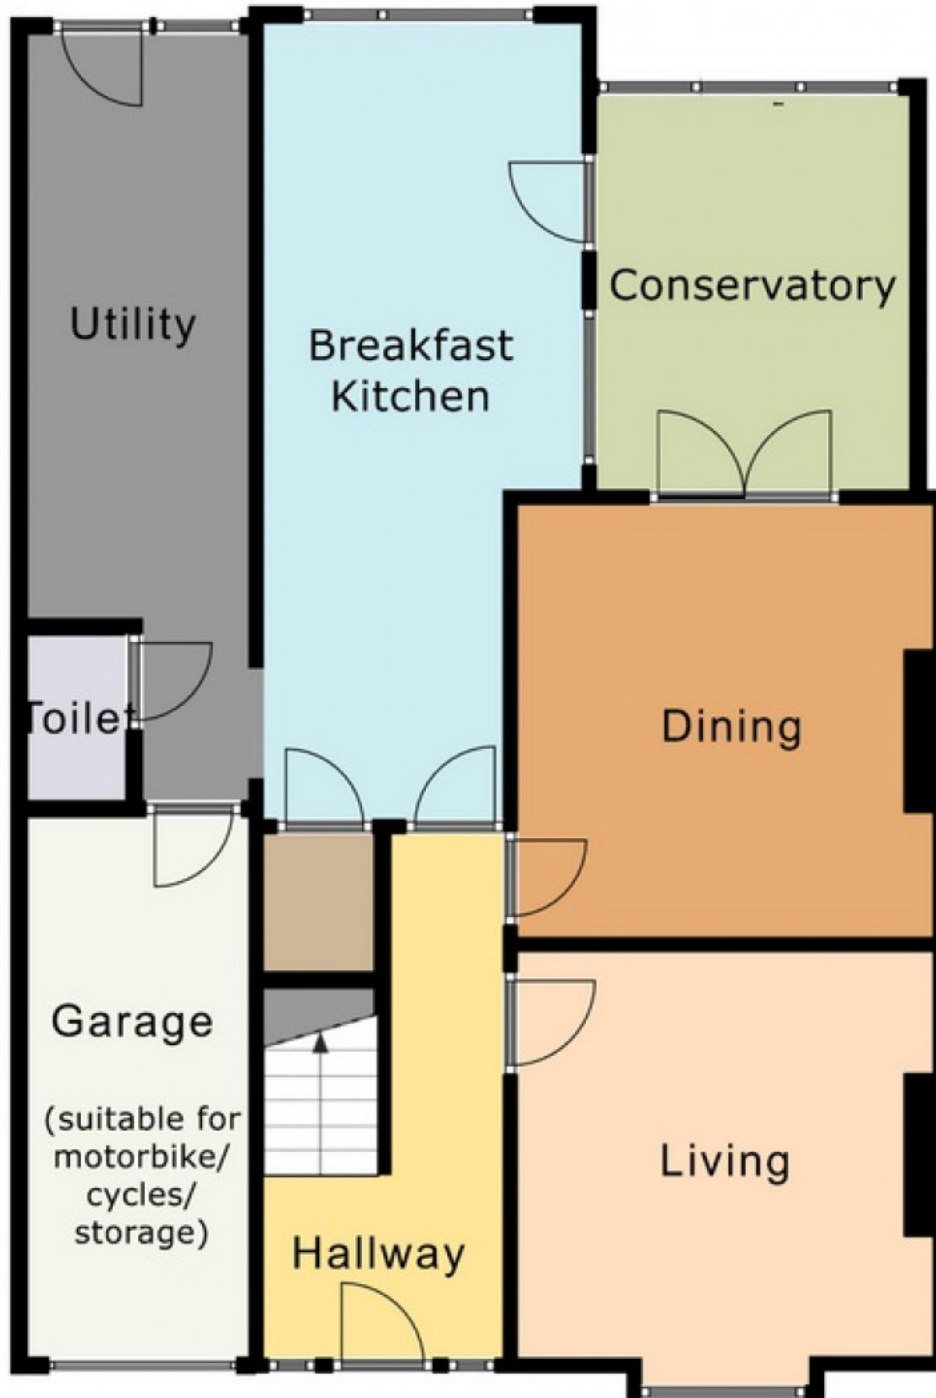 Utility
Breakfast
Kitchen
Conservatory
Toilet
Dining
Garage
(suitable for
motorbike/
cycles/
storage)
Living
Hallway